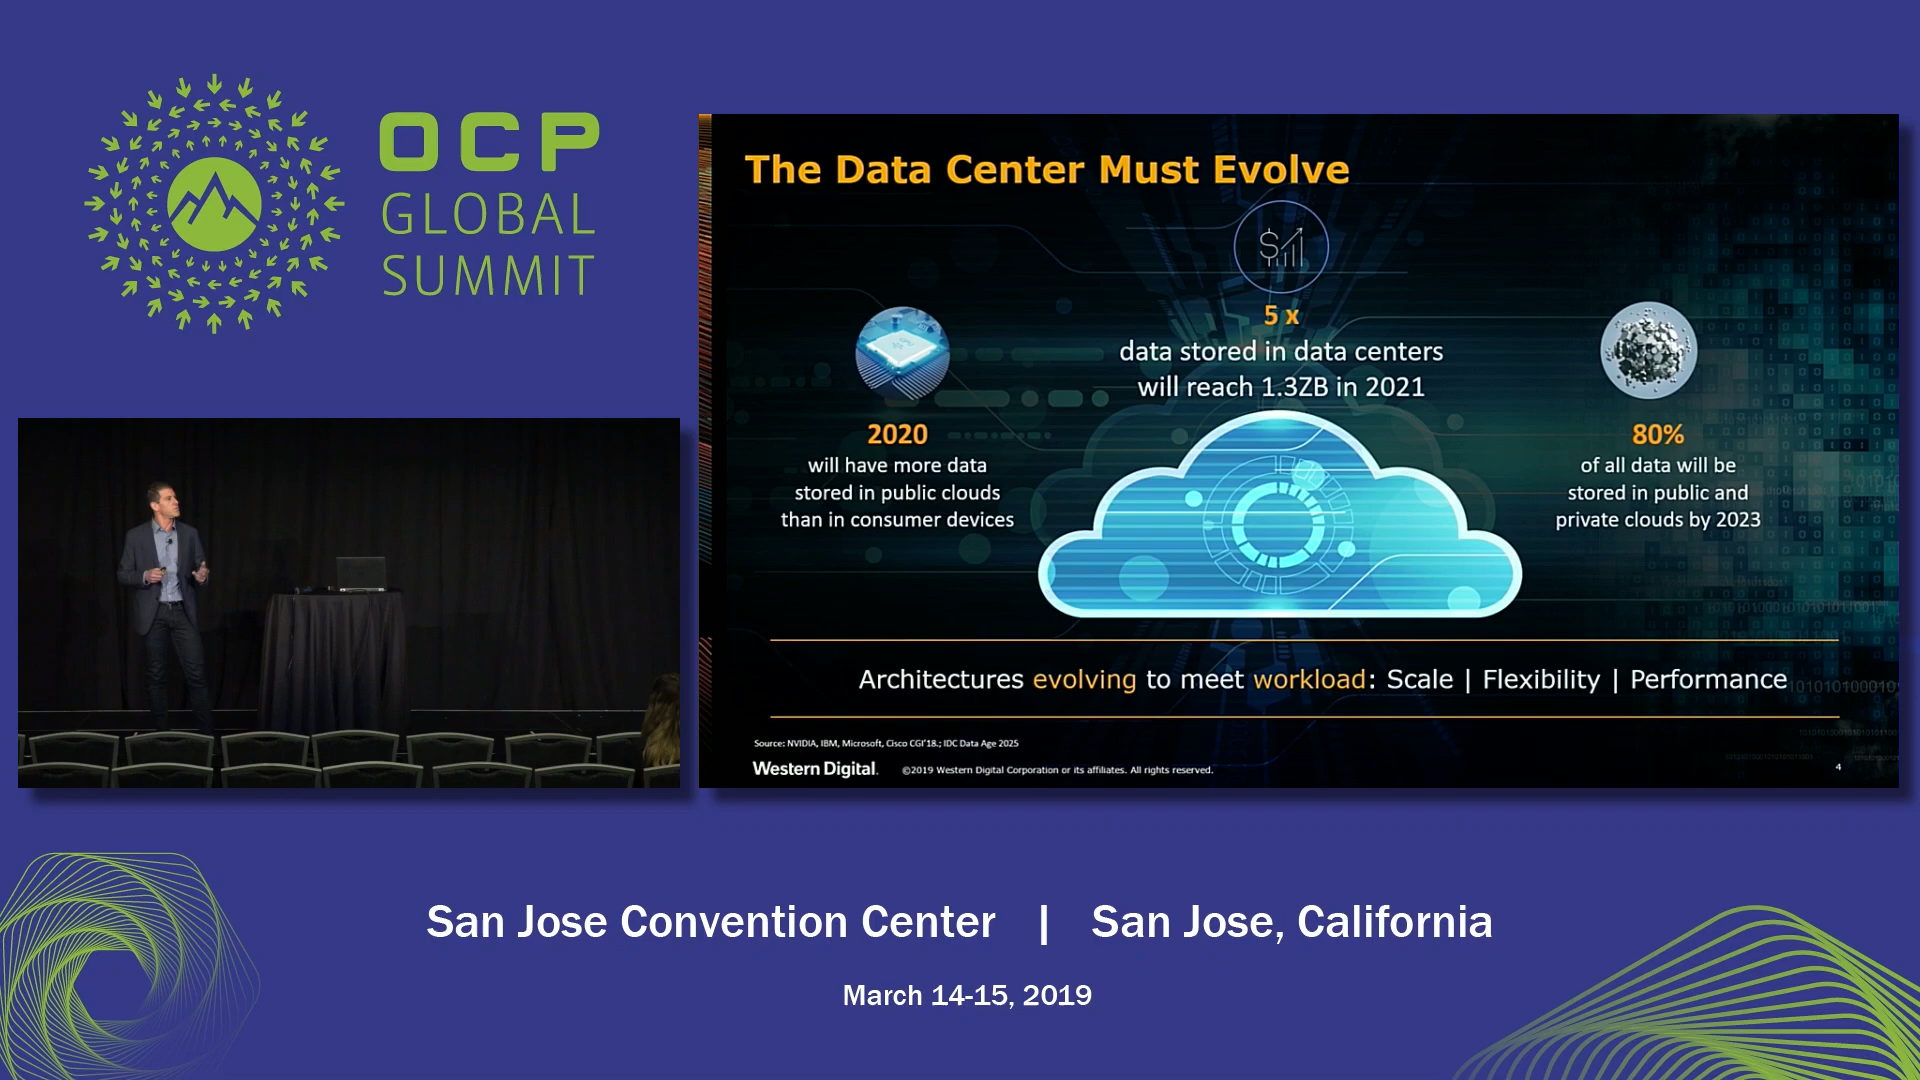 OCP
GLOBAL
SUMMIT
The Data Center Must Evolve
5 x
data stored in data centers
will reach 1.3ZB in 2021
2020
will have more data
stored in public clouds
than in consumer devices
80%
of all data will be
stored in public and
private clouds by 2023
Architectures evolving to meet workload: Scale | Flexibility | Performance
Source: NVIDIA, IBM, Microsoft, Cisco CGI'18.; IDC Data Age 2025
Western Digital.
©2019 Western Digital Corporation or its affiliates. All rights reserved.
4
San Jose Convention Center | San Jose, California
March 14-15, 2019